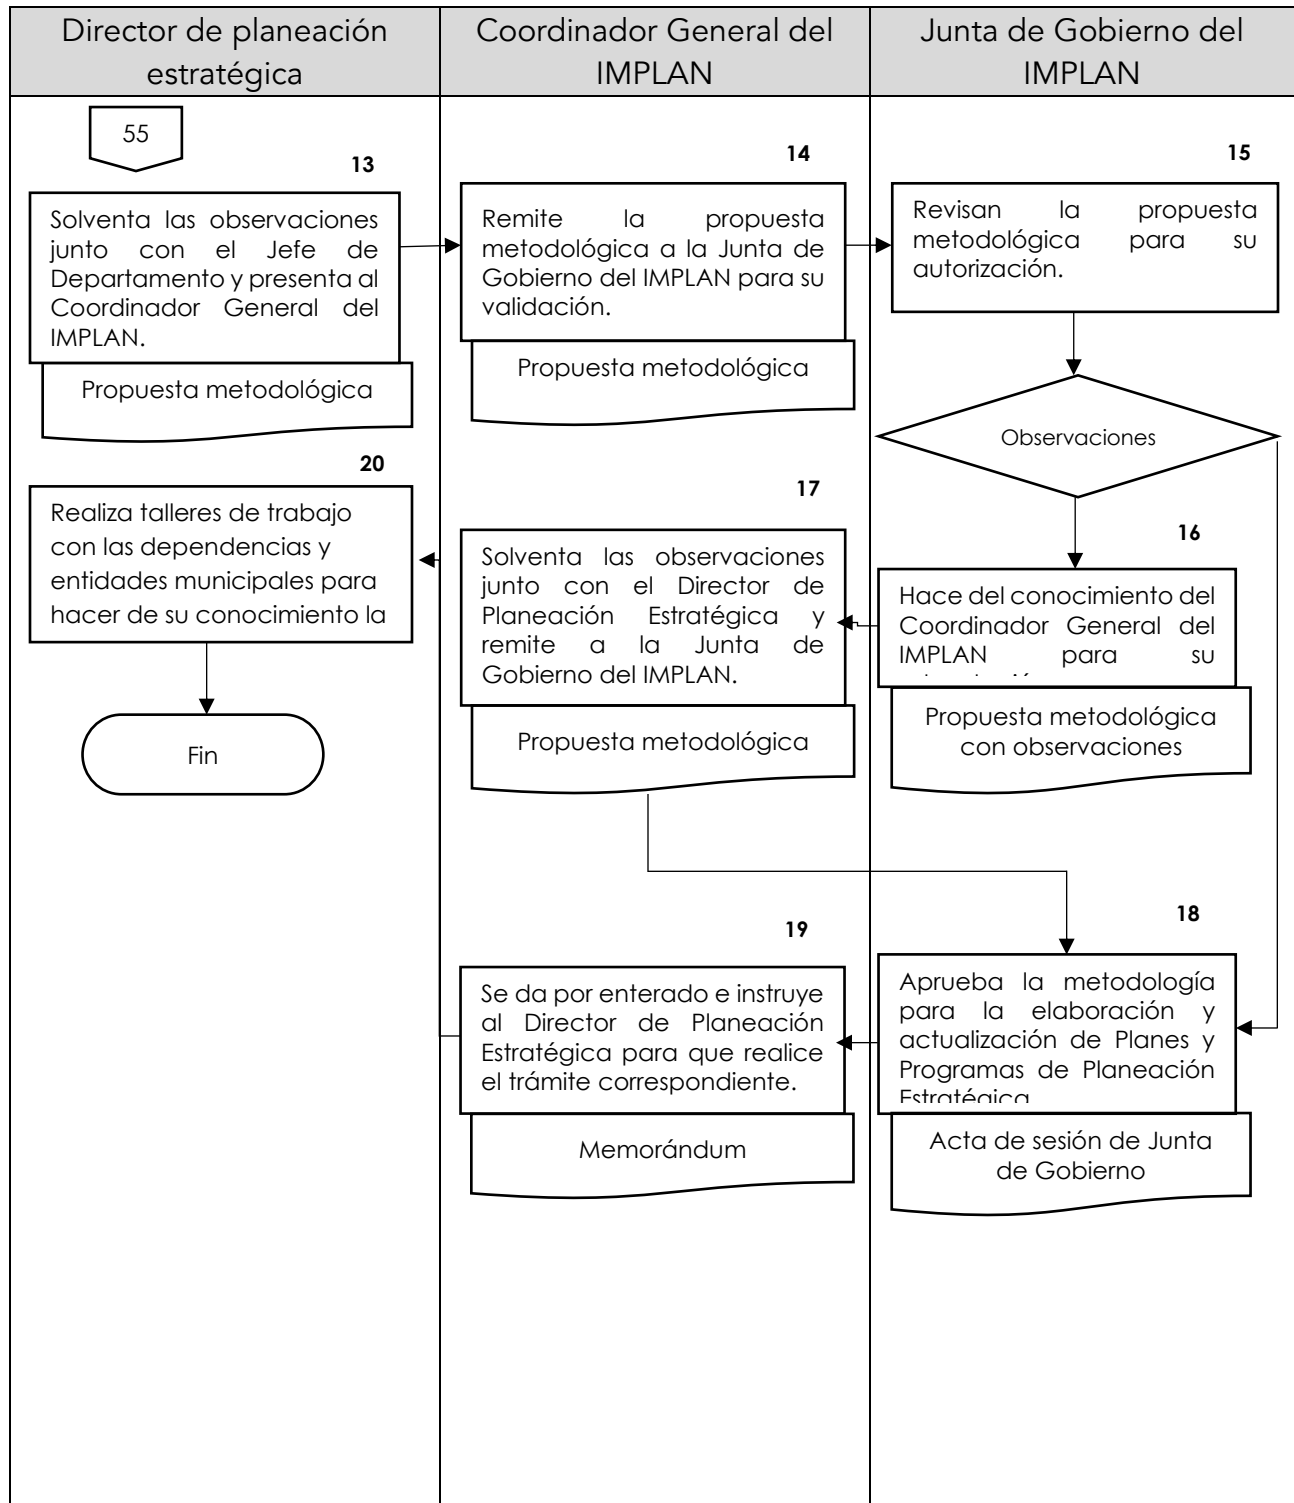 Director de planeación
estratégica
Coordinador General del
IMPLAN
Junta de Gobierno del
IMPLAN
55
13
Solventa las observaciones
junto con el Jefe de
Departamento y presenta al
Coordinador General del
IMPLAN.
Propuesta metodológica
14
Remite la propuesta
metodológica a la Junta de
Gobierno del IMPLAN para su
validación.
Propuesta metodológica
15
Revisan la propuesta
metodológica para su
autorización.
Observaciones
16
Hace del conocimiento del
Coordinador General del
IMPLAN para su
Propuesta metodológica
con observaciones
17
Solventa las observaciones
junto con el Director de
Planeación Estratégica y
remite a la Junta de
Gobierno del IMPLAN.
Propuesta metodológica
18
Aprueba la metodología
para la elaboración y
actualización de Planes y
Programas de Planeación
Estratégica
Acta de sesión de Junta
de Gobierno
19
Se da por enterado e instruye
al Director de Planeación
Estratégica para que realice
el trámite correspondiente.
Memorándum
20
Realiza talleres de trabajo
con las dependencias y
entidades municipales para
hacer de su conocimiento la
Fin